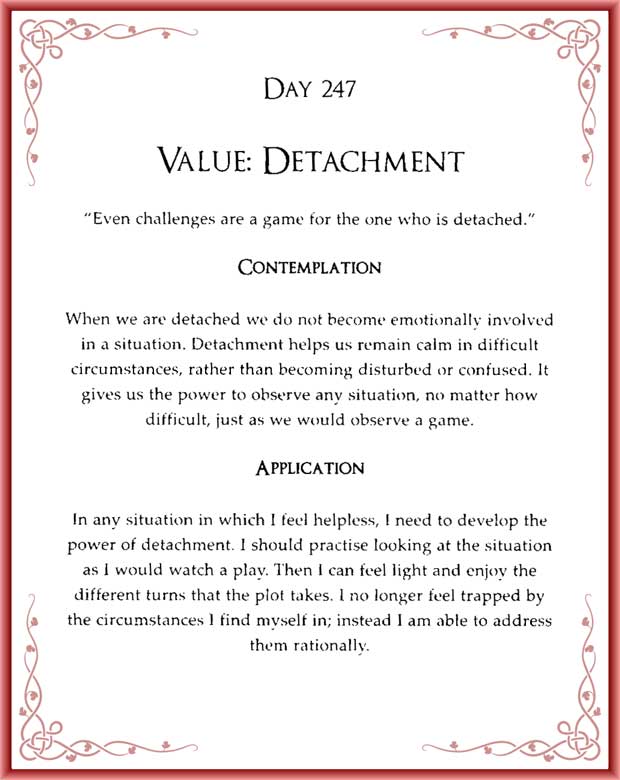 DAY 247
VALUE: DETACHMENT
"Even challenges are a game for the one who is detached."
CONTEMPLATION
When we are detached we do not become emotionally involved
in a situation. Detachment helps us remain calm in difficult
circumstances, rather than becoming disturbed or confused. It
gives us the power to observe any situation, no matter how
difficult, just as we would observe a game.
APPLICATION
In any situation in which I feel helpless, I need to develop the
power of detachment. I should practise looking at the situation
as I would watch a play. Then I can feel light and enjoy the
different turns that the plot takes. I no longer feel trapped by
the circumstances I find myself in; instead I am able to address
them rationally.